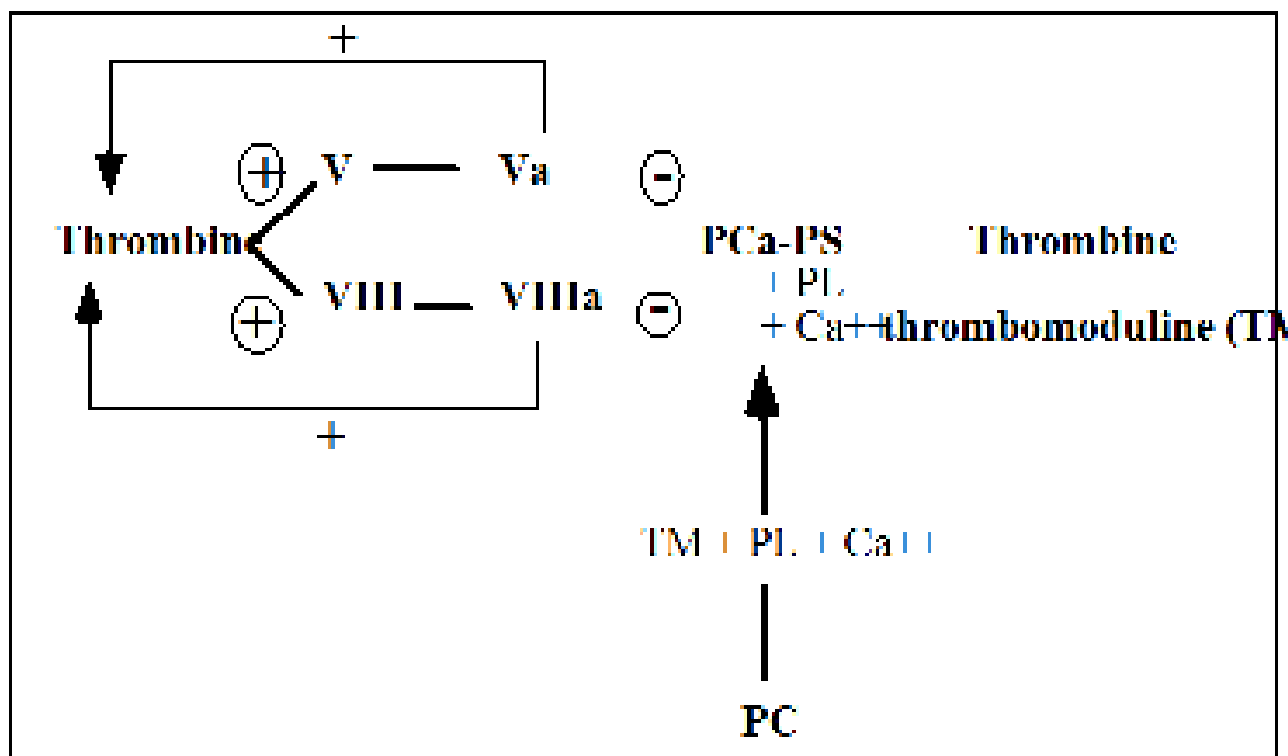 +
+ V Va -
Thrombine PCa-PS Thrombine
+ PL
VIII VIIIa -
+ + Ca++thrombomoduline (TM
+
TM + PL + Ca++
PC